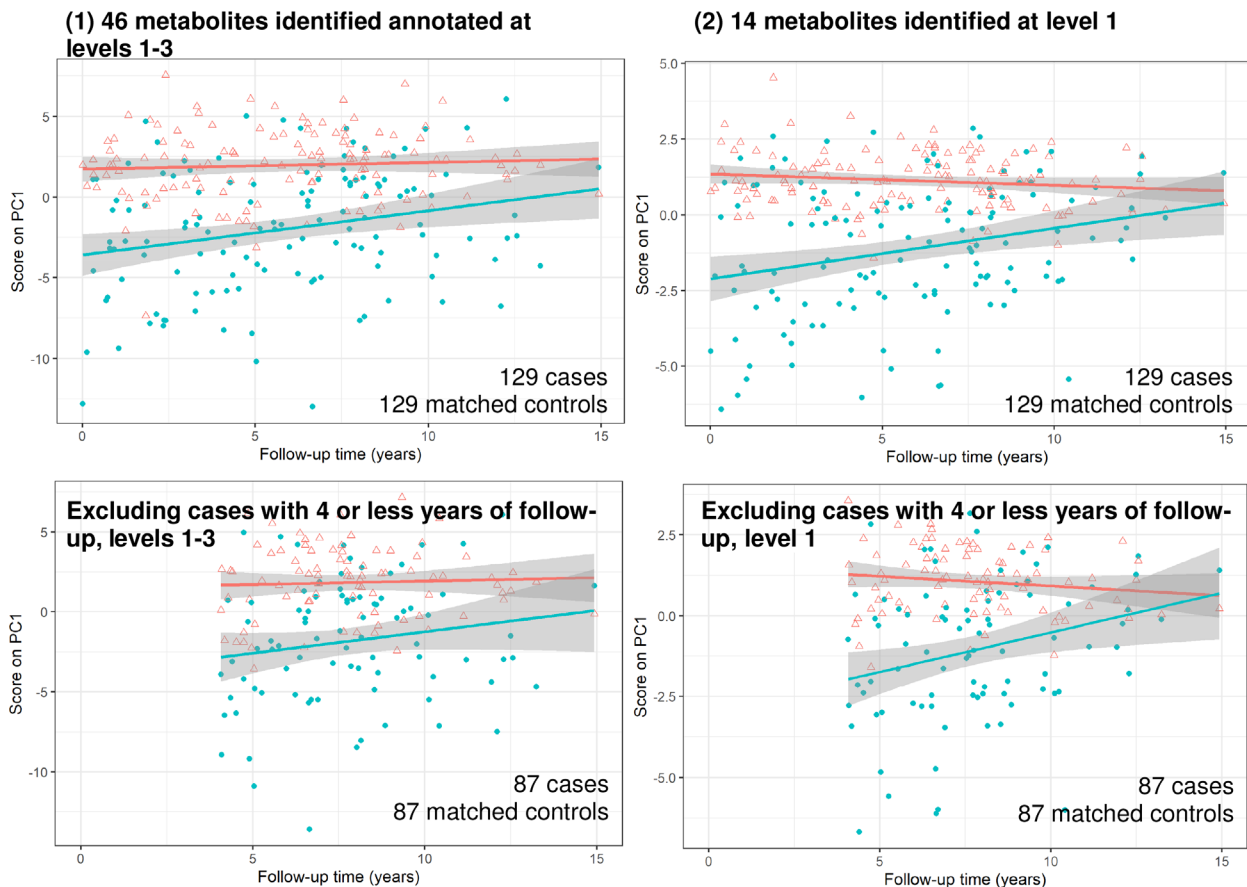 (1) 46 metabolites identified annotated at
levels 1-3
5
0
-5
-10
Score on PC1
129 cases
129 matched controls
0
5
10
15
Follow-up time (years)
(2) 14 metabolites identified at level 1
5.0
2.5
0.0
-2.5
-5.0
Score on PC1
129 cases
129 matched controls
0
5
10
15
Follow-up time (years)
Excluding cases with 4 or less years of follow-
up, levels 1-3
5
0
-5
-10
Score on PC1
87 cases
87 matched controls
0
5
10
15
Follow-up time (years)
Excluding cases with 4 or less years of follow-
up, level 1
2.5
0.0
-2.5
-5.0
Score on PC1
87 cases
87 matched controls
0
5
10
15
Follow-up time (years)